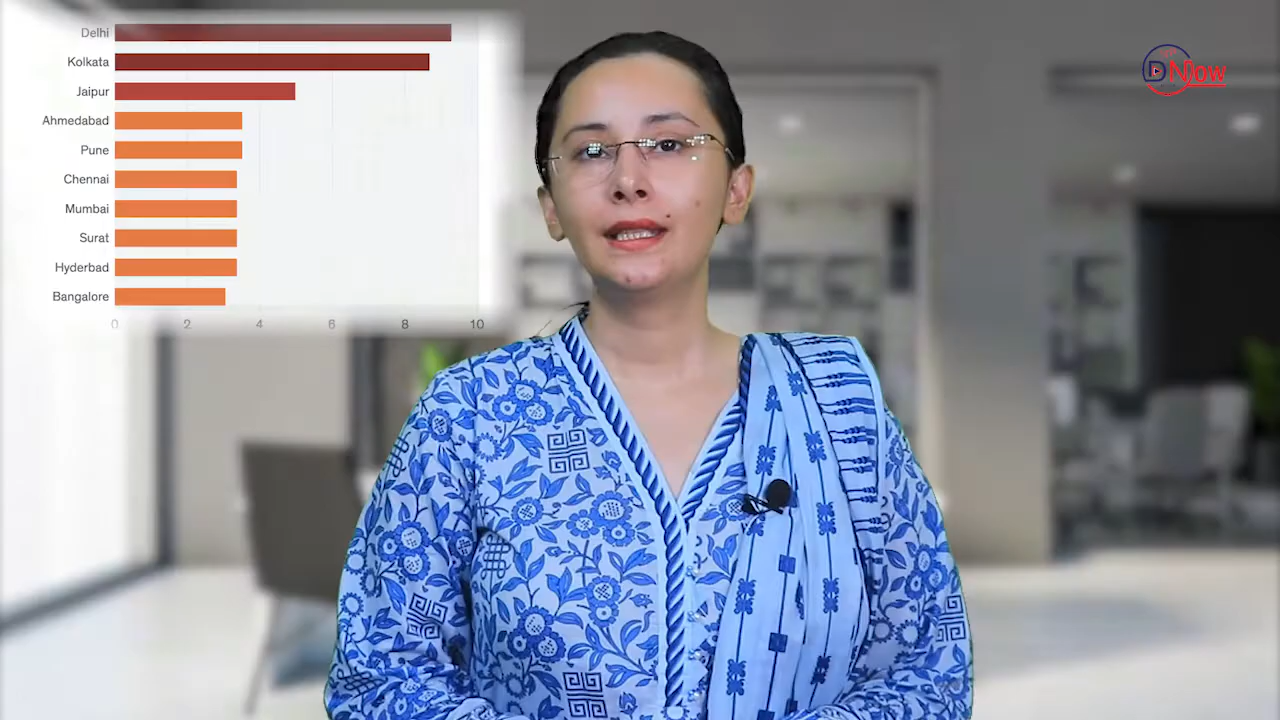 Delhi
Kolkata
Jaipur
Ahmedabad
Pune
Chennai
Mumbai
Surat
Hyderbad
Bangalore
0 2 4 6 8 10
DNow